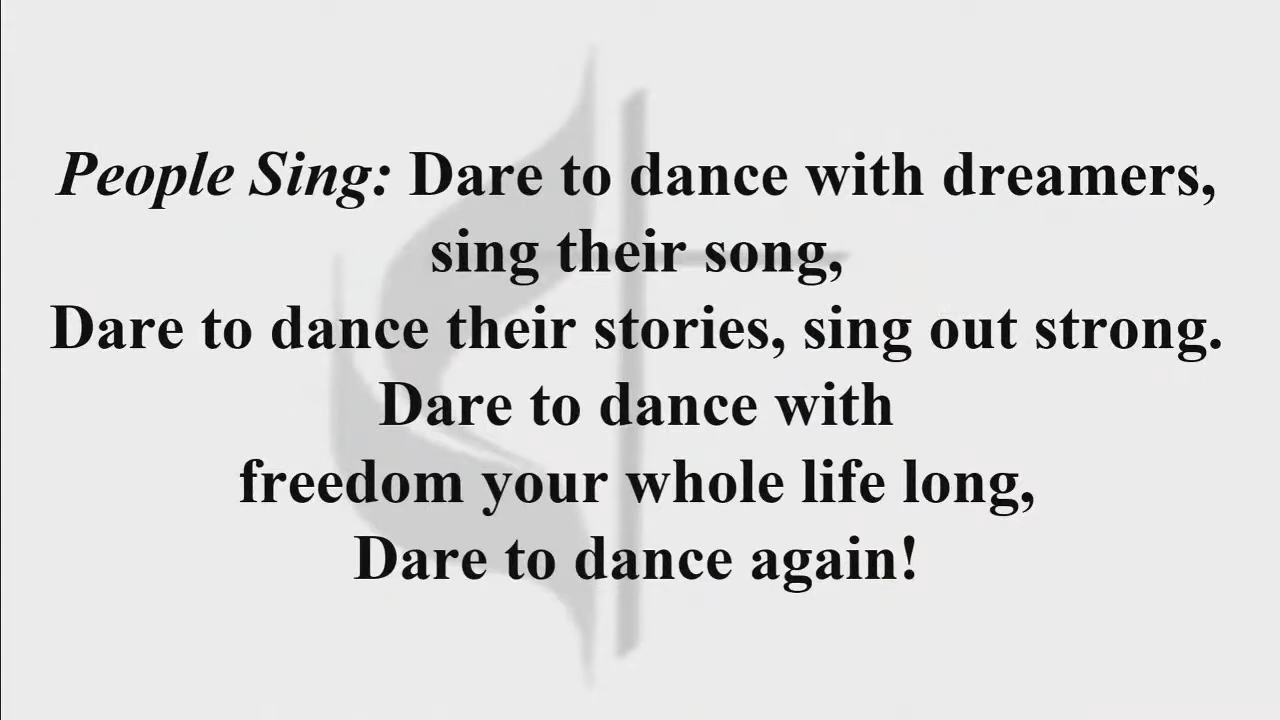 People Sing: Dare to dance with dreamers,
sing their song,
Dare to dance their stories, sing out strong.
Dare to dance with
freedom your whole life long,
Dare to dance again!